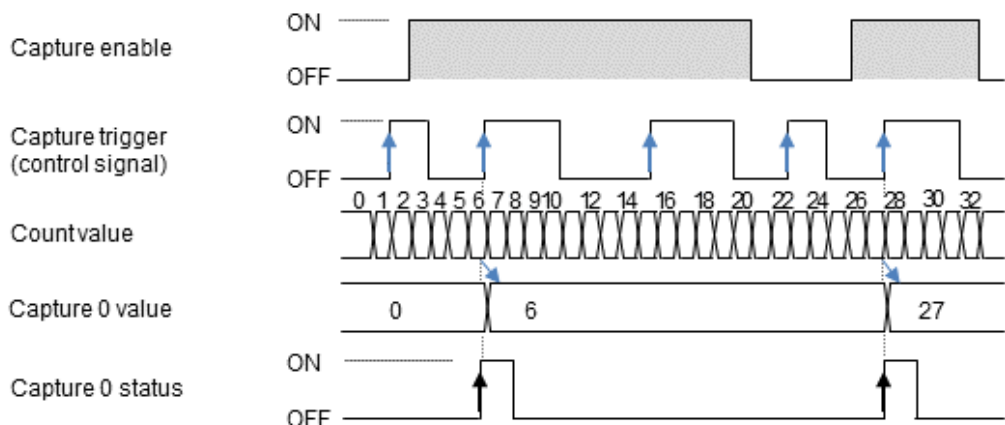 ON
Capture enable
OFF
ON
Capture trigger
(control signal)
OFF
0 1 2 3 4 5 6 7 8 9 10 12 14 16 18 20 22 24 26 28 30 32
Count value
Capture 0 value
0 6 27
ON
Capture 0 status
OFF